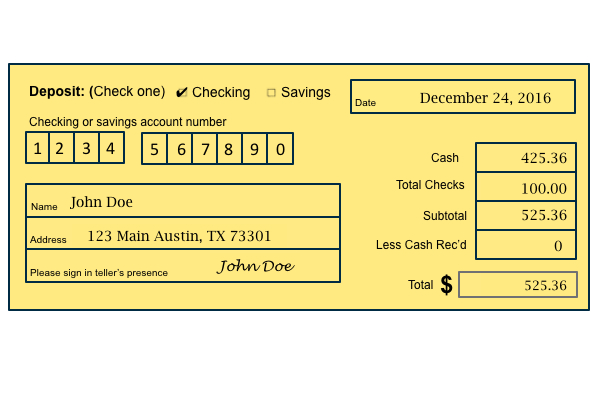 Deposit: (Check one) ✔ Checking □ Savings
Date December 24, 2016
Checking or savings account number
1 2 3 4 5 6 7 8 9 0
Cash 425.36
Total Checks 100.00
Name John Doe
Subtotal 525.36
Address 123 Main Austin, TX 73301
Less Cash Rec'd 0
Please sign in teller's presence John Doe
Total $ 525.36